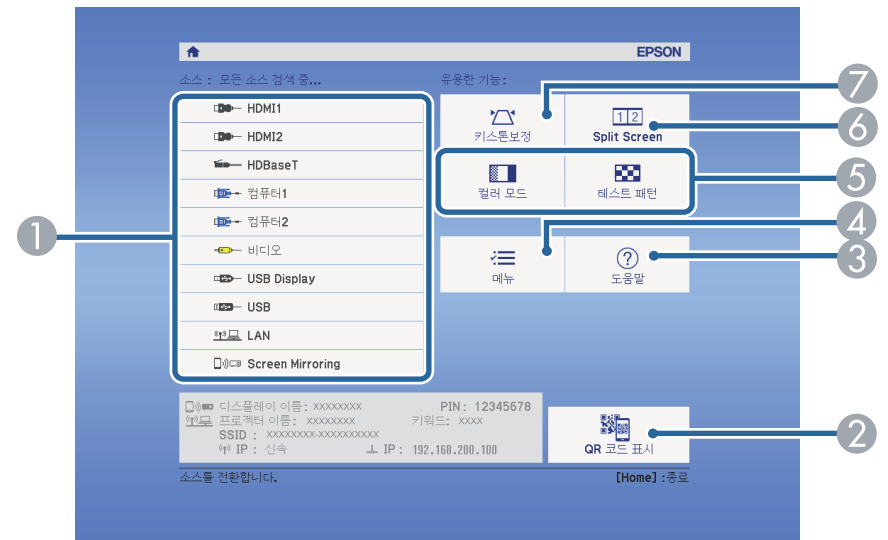 EPSON
소스 : 모든 소스 검색 중...
유용한 기능:
HDMI1
HDMI2
HDBaseT
컴퓨터1
컴퓨터2
비디오
USB Display
USB
LAN
Screen Mirroring
키스톤보정
1 2
Split Screen
컬러 모드
테스트 패턴
메뉴
?
도움말
디스플레이 이름: xxxxxxxx
PIN: 12345678
프로젝터 이름: xxxxxxxx
키워드: xxxx
SSID : xxxxxxxx-xxxxxxxxxx
IP : 신속
IP : 192.168.200.100
QR 코드 표시
소스를 전환합니다.
[Home] :종료
1
7
6
5
4
3
2